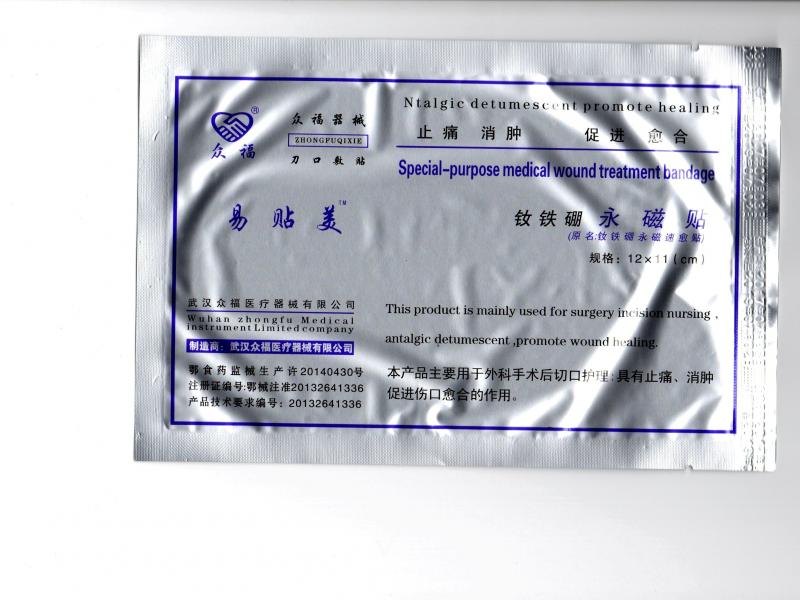 ®
众福
众福器械
ZHONGFUQIXIE
刀口敷贴
Ntalgic detumescent promote healing
止痛 消肿 促进 愈合
Special-purpose medical wound treatment bandage
易贴美™
钕铁硼 永磁贴
(原名:钕铁硼永磁速愈贴)
规格：12×11(cm)
武汉众福医疗器械有限公司
Wuhan zhongfu Medical
instrument Limited company
制造商：武汉众福医疗器械有限公司
鄂食药监械生产许20140430号
注册证编号:鄂械注准20132641336
产品技术要求编号：20132641336
This product is mainly used for surgery incision nursing ,
antalgic detumescent ,promote wound healing.
本产品主要用于外科手术后切口护理;具有止痛、消肿
促进伤口愈合的作用。